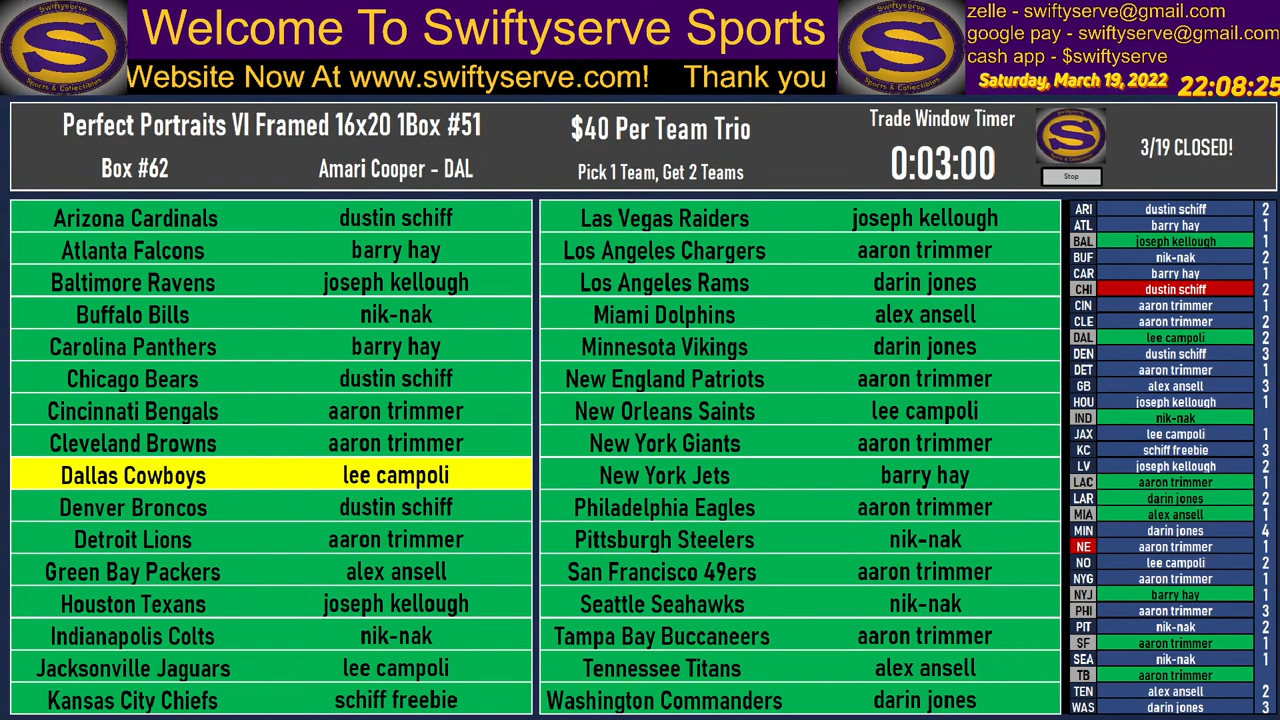 Welcome To Swiftyserve Sports
Website Now At www.swiftyserve.com! Thank you
zelle - swiftyserve@gmail.com
google pay - swiftyserve@gmail.com
cash app - $swiftyserve
Saturday, March 19, 2022 22:08:25
Perfect Portraits VI Framed 16x20 1Box #51
Box #62 Amari Cooper - DAL
$40 Per Team Trio
Pick 1 Team, Get 2 Teams
Trade Window Timer
0:03:00
Stop
3/19 CLOSED!
Arizona Cardinals dustin schiff
Atlanta Falcons barry hay
Baltimore Ravens joseph kellough
Buffalo Bills nik-nak
Carolina Panthers barry hay
Chicago Bears dustin schiff
Cincinnati Bengals aaron trimmer
Cleveland Browns aaron trimmer
Dallas Cowboys lee campoli
Denver Broncos dustin schiff
Detroit Lions aaron trimmer
Green Bay Packers alex ansell
Houston Texans joseph kellough
Indianapolis Colts nik-nak
Jacksonville Jaguars lee campoli
Kansas City Chiefs schiff freebie
Las Vegas Raiders joseph kellough
Los Angeles Chargers aaron trimmer
Los Angeles Rams darin jones
Miami Dolphins alex ansell
Minnesota Vikings darin jones
New England Patriots aaron trimmer
New Orleans Saints lee campoli
New York Giants aaron trimmer
New York Jets barry hay
Philadelphia Eagles aaron trimmer
Pittsburgh Steelers nik-nak
San Francisco 49ers aaron trimmer
Seattle Seahawks nik-nak
Tampa Bay Buccaneers aaron trimmer
Tennessee Titans alex ansell
Washington Commanders darin jones
ARI dustin schiff 2
ATL barry hay 1
BAL joseph kellough 1
BUF nik-nak 2
CAR barry hay 1
CHI dustin schiff 2
CIN aaron trimmer 1
CLE aaron trimmer 2
DAL lee campoli 2
DEN dustin schiff 3
DET aaron trimmer 1
GB alex ansell 3
HOU joseph kellough 1
IND nik-nak
JAX lee campoli 1
KC schiff freebie 3
LV joseph kellough 2
LAC aaron trimmer 1
LAR darin jones 2
MIA alex ansell 1
MIN darin jones 4
NE aaron trimmer 1
NO lee campoli 2
NYG aaron trimmer 1
NYJ barry hay 1
PHI aaron trimmer 3
PIT nik-nak 2
SF aaron trimmer 1
SEA nik-nak 1
TB aaron trimmer
TEN alex ansell 2
WAS darin jones 3